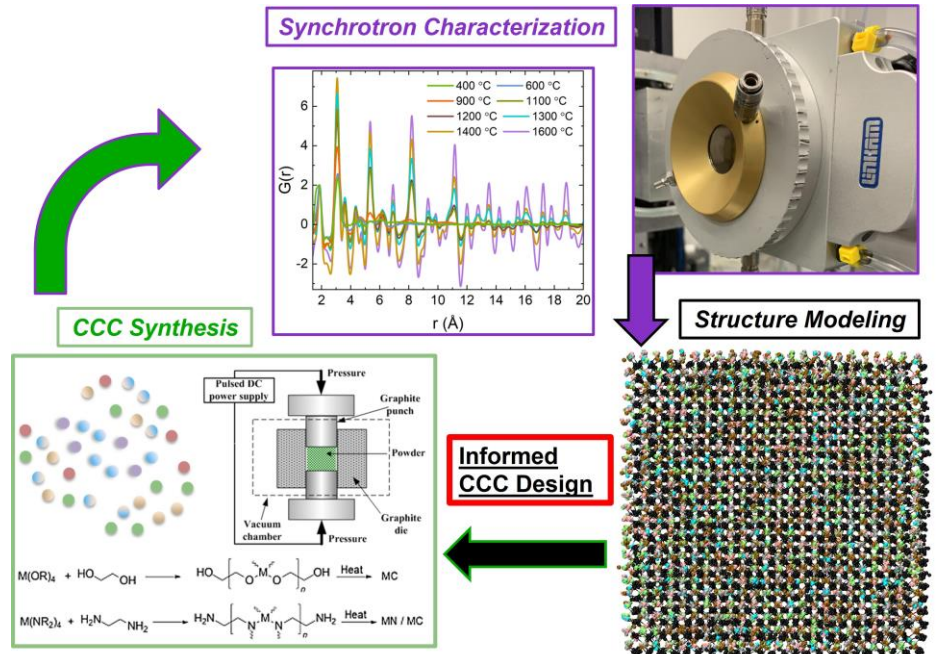 Synchrotron Characterization
400 °C 600 °C
900 °C 1100 °C
1200 °C 1300 °C
1400 °C 1600 °C
6
4
2
0
-2
G(r)
2 4 6 8 10 12 14 16 18 20
r (Å)
LINKAM
CCC Synthesis
Structure Modeling
Pulsed DC
power supply
Pressure
Graphite
punch
Powder
Vacuum
chamber
Graphite
die
Pressure
Informed
CCC Design
M(OR)4 + HO OH HO O M O OH n Heat MC
M(NR2)4 + H2N NH2 H2N N M N NH2 n Heat MN / MC